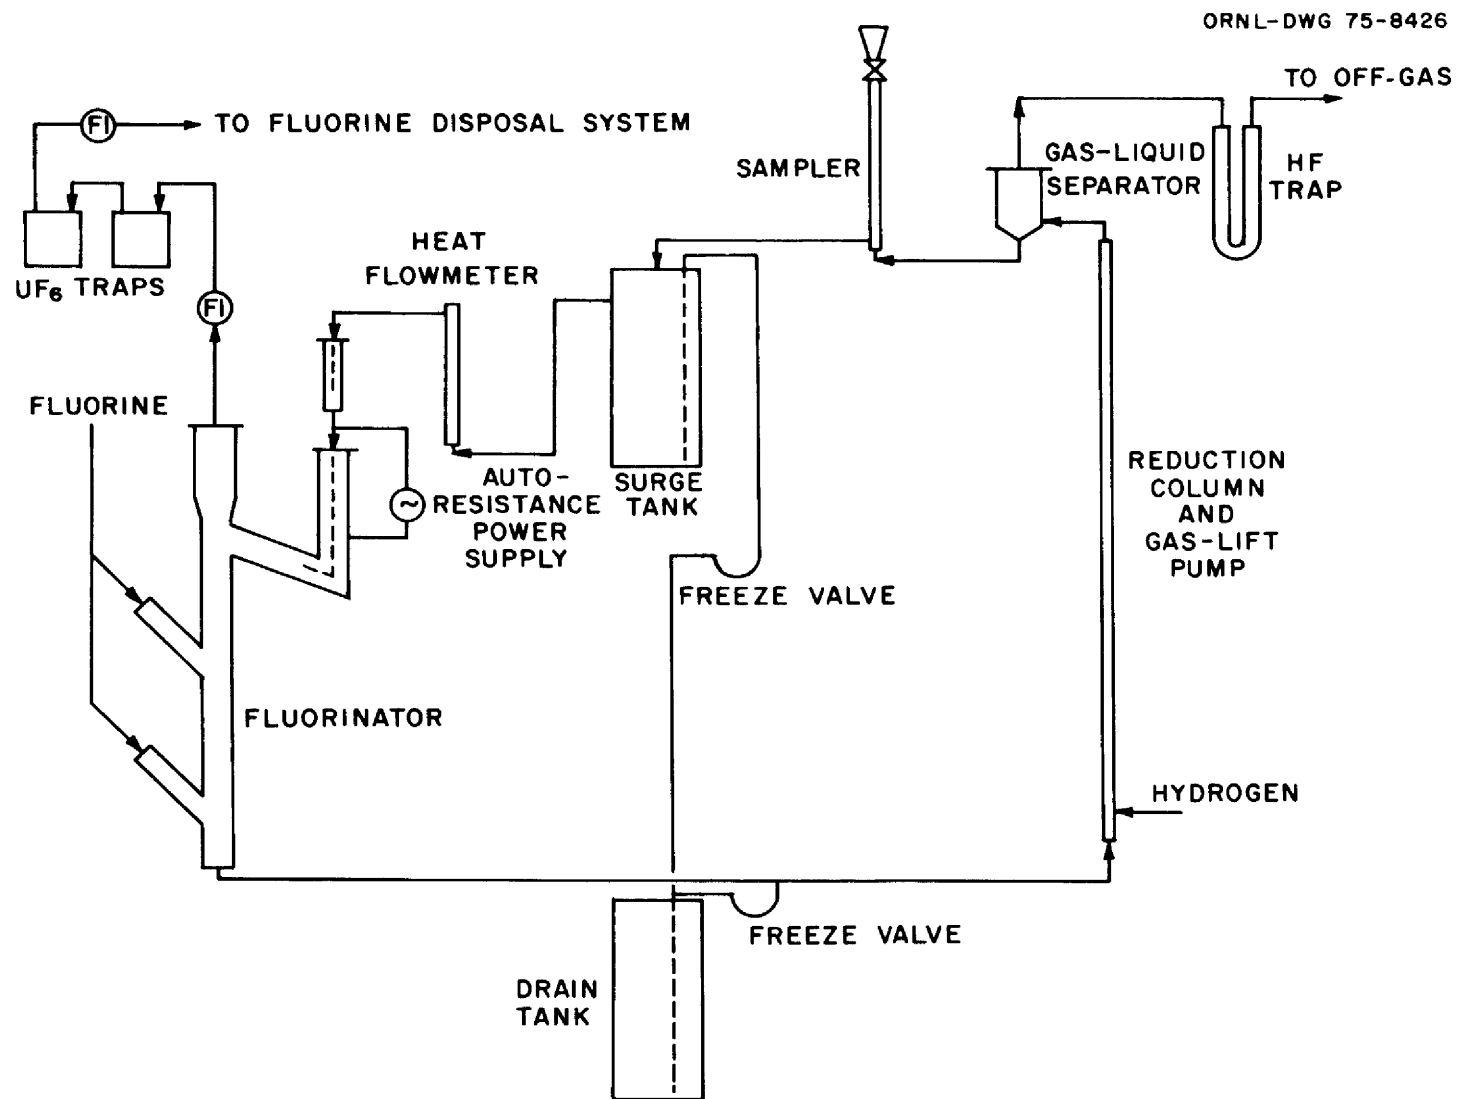 ORNL-DWG 75-8426
TO OFF-GAS
FI
TO FLUORINE DISPOSAL SYSTEM
SAMPLER
GAS-LIQUID
SEPARATOR
HF
TRAP
HEAT
FLOWMETER
UF6 TRAPS
FI
FLUORINE
AUTO-
RESISTANCE
POWER
SUPPLY
~
SURGE
TANK
REDUCTION
COLUMN
AND
GAS-LIFT
PUMP
FREEZE VALVE
FLUORINATOR
HYDROGEN
FREEZE VALVE
DRAIN
TANK